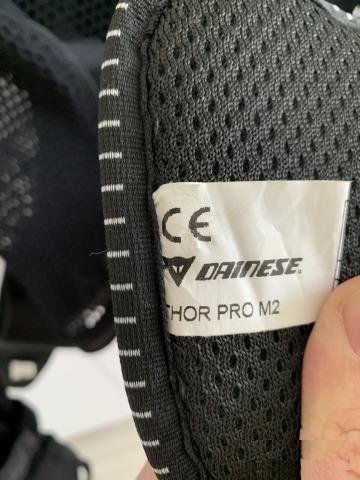 CE
DAINESE
THOR PRO M2